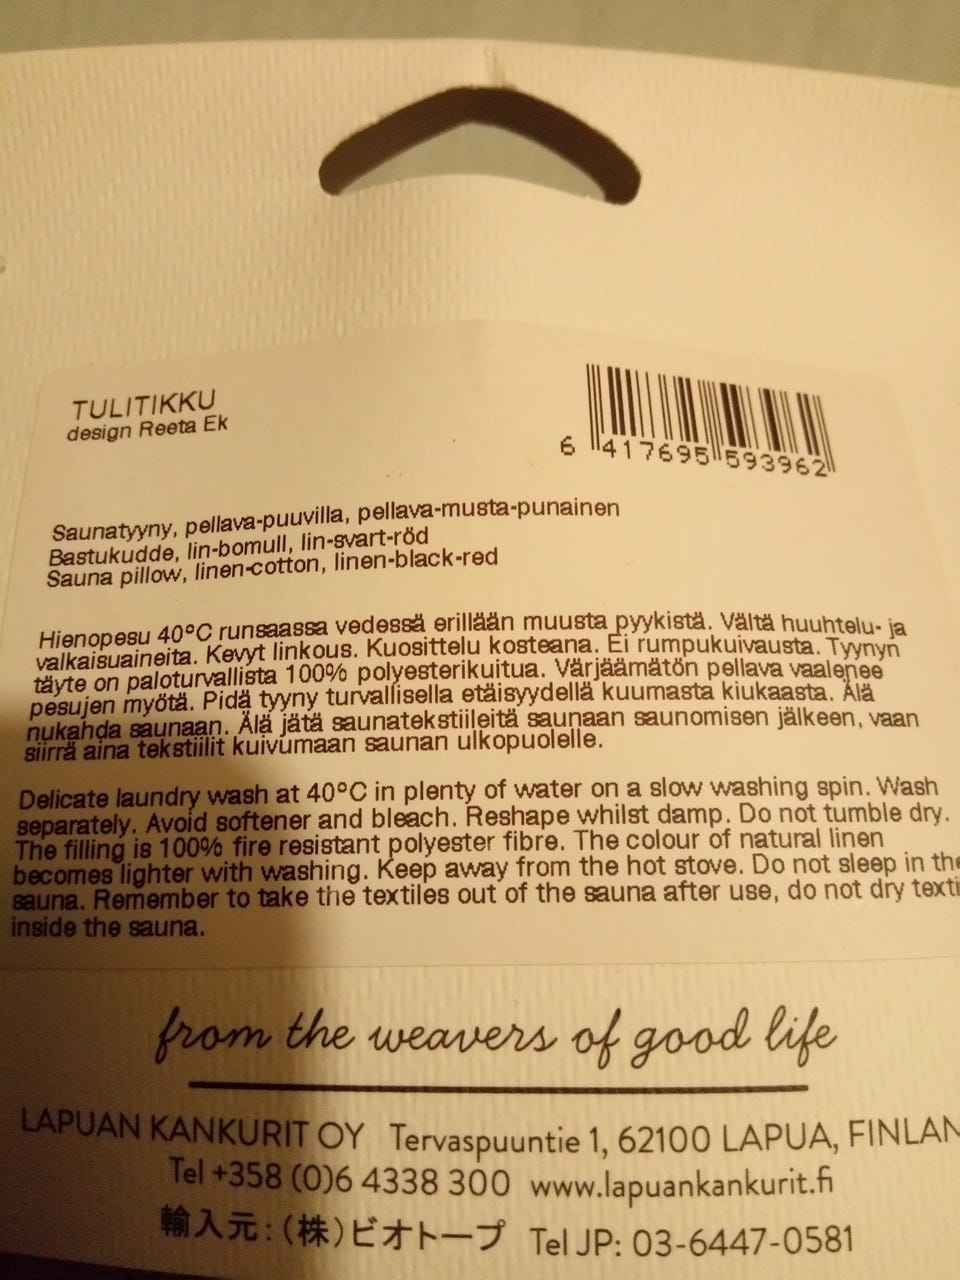 TULITIKKU
design Reeta Ek
6 417695 593962
Saunatyyny, pellava-puuvilla, pellava-musta-punainen
Bastukudde, lin-bomull, lin-svart-röd
Sauna pillow, linen-cotton, linen-black-red
Hienopesu 40°C runsaassa vedessä erillään muusta pyykistä. Vältä huuhtelu- ja
valkaisuaineita. Kevyt linkous. Kuosittelu kosteana. Ei rumpukuivausta. Tyynyn
täyte on paloturvallista 100% polyesterikuitua. Värjäämätön pellava vaalenee
pesujen myötä. Pidä tyyny turvallisella etäisyydellä kuumasta kiukaasta. Älä
nukahda saunaan. Älä jätä saunatekstiileitä saunaan saunomisen jälkeen, vaan
siirrä aina tekstiilit kuivumaan saunan ulkopuolelle.
Delicate laundry wash at 40°C in plenty of water on a slow washing spin. Wash
separately. Avoid softener and bleach. Reshape whilst damp. Do not tumble dry.
The filling is 100% fire resistant polyester fibre. The colour of natural linen
becomes lighter with washing. Keep away from the hot stove. Do not sleep in the
sauna. Remember to take the textiles out of the sauna after use, do not dry texti
inside the sauna.
from the weavers of good life
LAPUAN KANKURIT OY Tervaspuuntie 1, 62100 LAPUA, FINLAN
Tel +358 (0)6 4338 300 www.lapuankankurit.fi
輸入元:(株)ビオトープ Tel JP: 03-6447-0581